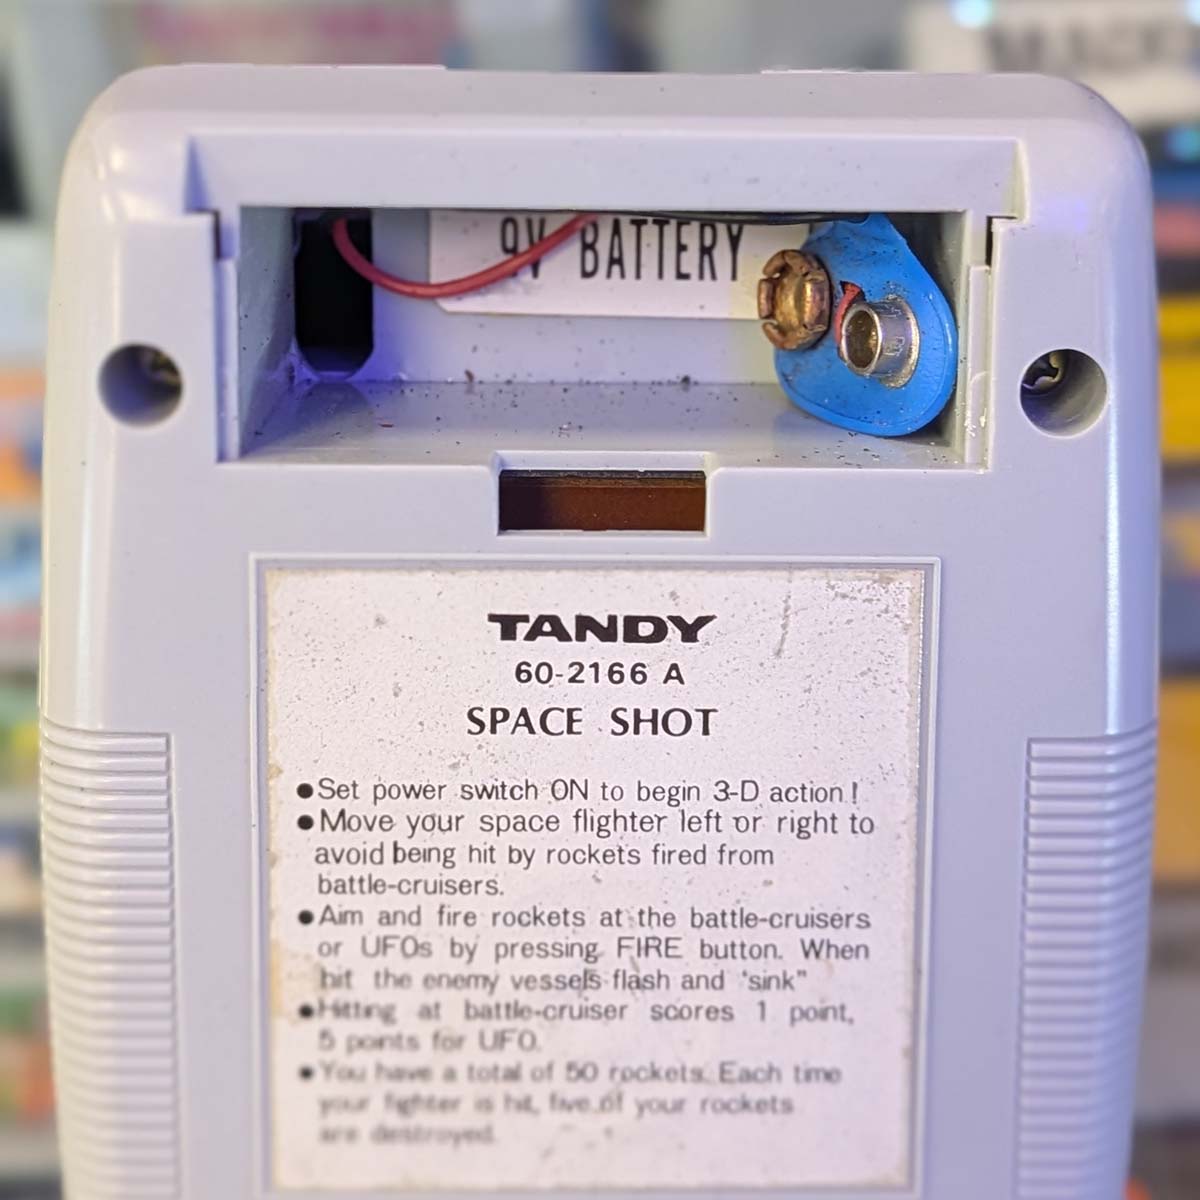 9V BATTERY
TANDY
60-2166 A
SPACE SHOT
●Set power switch ON to begin 3-D action!
●Move your space flighter left or right to
avoid being hit by rockets fired from
battle-cruisers.
●Aim and fire rockets at the battle-cruisers
or UFOs by pressing FIRE button. When
hit the enemy vessels flash and 'sink"
●Hitting at battle-cruiser scores 1 point,
5 points for UFO.
●You have a total of 50 rockets. Each time
your fighter is hit, five of your rockets
are destroyed.